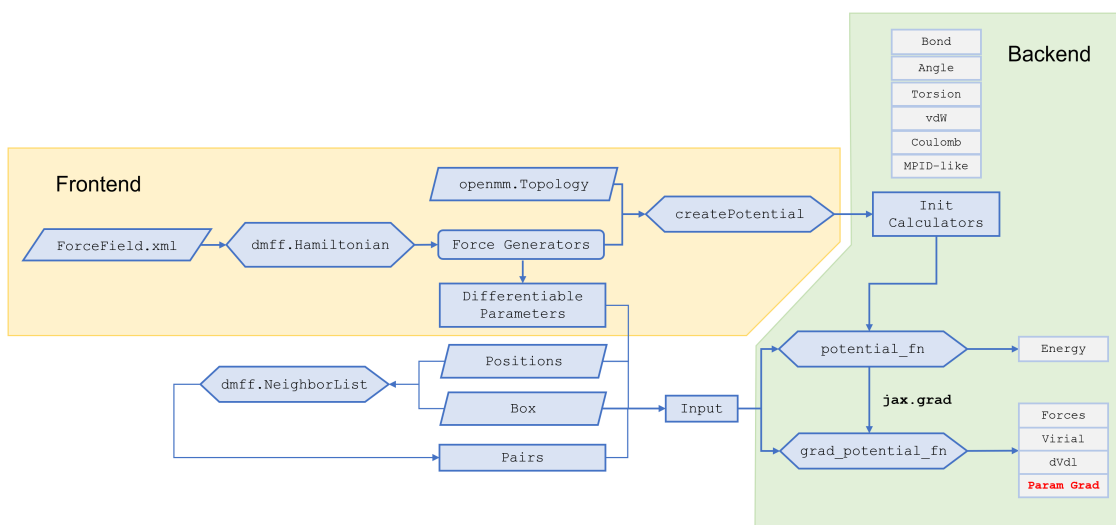 Backend
Bond
Angle
Torsion
vdW
Coulomb
MPID-like
Frontend
openmm.Topology
createPotential
Init
Calculators
ForceField.xml
dmff.Hamiltonian
Force Generators
Differentiable
Parameters
potential_fn
Energy
Positions
dmff.NeighborList
Box
Input
jax.grad
Pairs
grad_potential_fn
Forces
Virial
dVdl
Param Grad